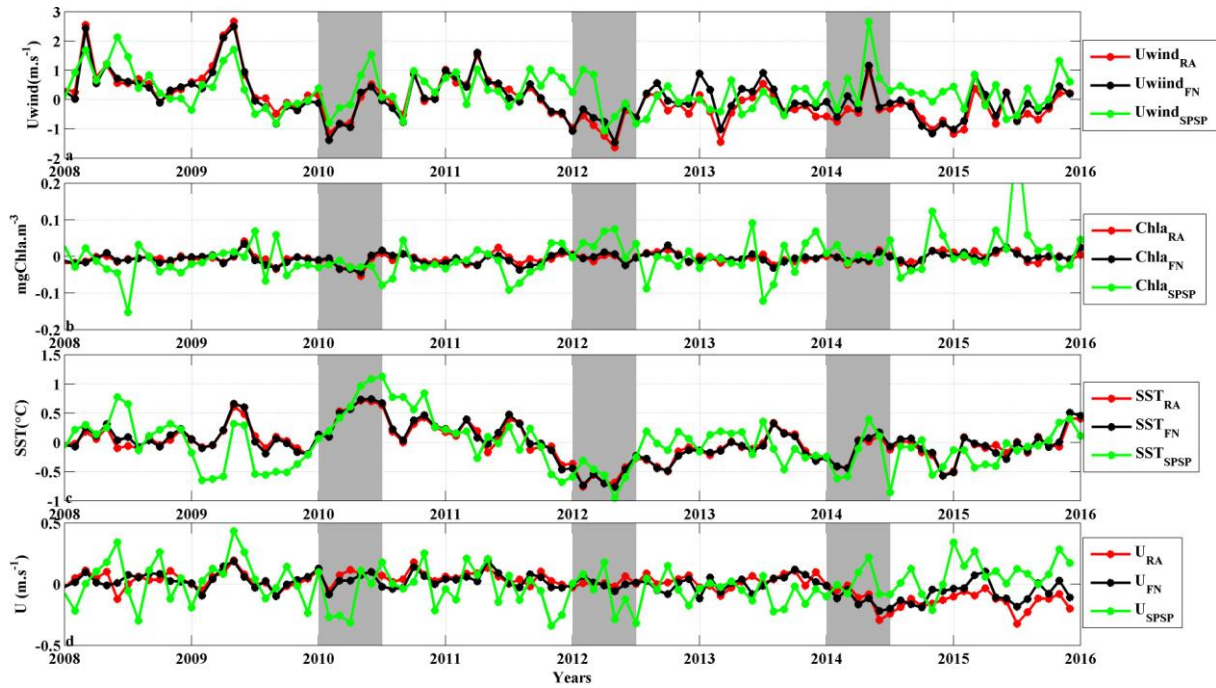 3
2
1
0
-1
-2
Uwind(m.s-1)
a
2008 2009 2010 2011 2012 2013 2014 2015 2016
UwindRA
UwiindFN
UwindSPSP
0.2
0.1
0
-0.1
-0.2
mgChla.m-3
b
2008 2009 2010 2011 2012 2013 2014 2015 2016
ChlaRA
ChlaFN
ChlaSPSP
1.5
1
0.5
0
-0.5
-1
SST(°C)
c
2008 2009 2010 2011 2012 2013 2014 2015 2016
SSTRA
SSTFN
SSTSPSP
0.5
0
-0.5
U (m.s-1)
d
2008 2009 2010 2011 2012 2013 2014 2015 2016
Years
URA
UFN
USPSP